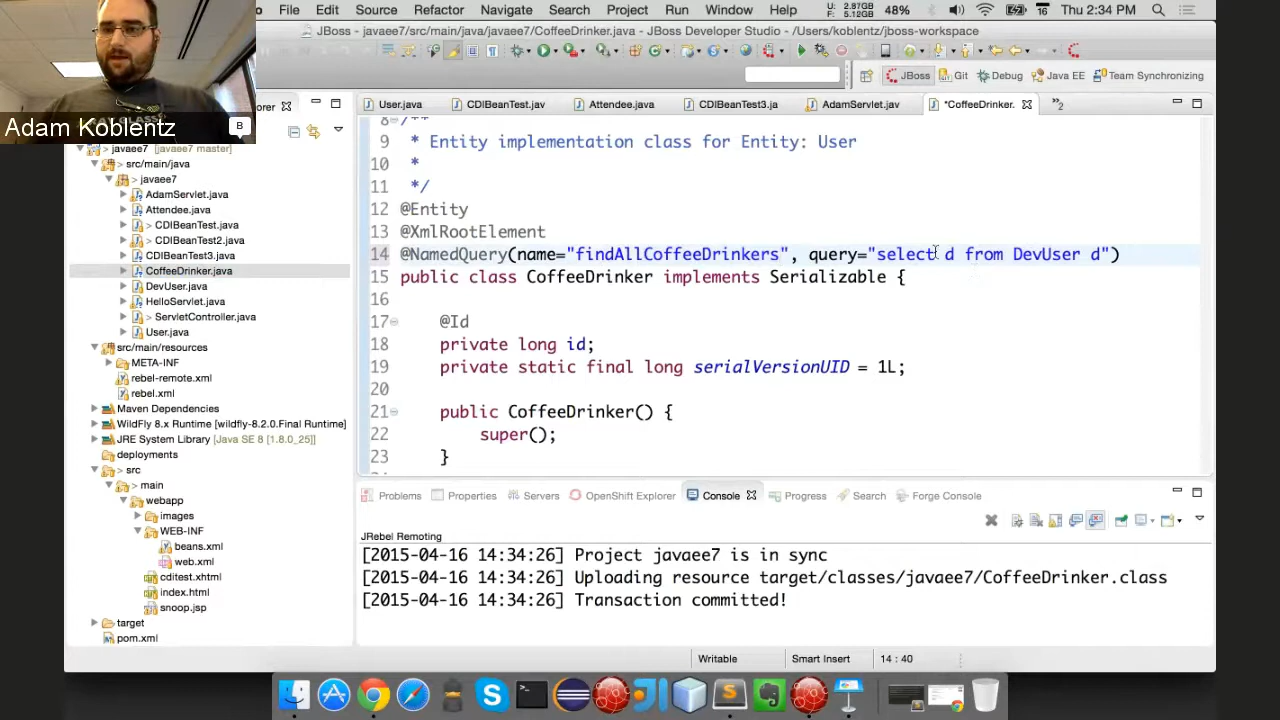 File Edit Source Refactor Navigate Search Project Run Window Help U: 2.87GB F: 5.12GB 48% 16 Thu 2:34 PM
JBoss - javaee7/src/main/java/javaee7/CoffeeDrinker.java - JBoss Developer Studio - /Users/koblentz/jboss-workspace
JBoss Git Debug Java EE Team Synchronizing
Adam Koblentz B
orer
User.java CDIBeanTest.jav Attendee.java CDIBeanTest3.ja AdamServlet.jav *CoffeeDrinker. »2
javaee7 [javaee7 master]
src/main/java
javaee7
AdamServlet.java
Attendee.java
> CDIBeanTest.java
> CDIBeanTest2.java
CDIBeanTest3.java
CoffeeDrinker.java
DevUser.java
HelloServlet.java
> ServletController.java
User.java
src/main/resources
META-INF
rebel-remote.xml
rebel.xml
Maven Dependencies
WildFly 8.x Runtime [wildfly-8.2.0.Final Runtime]
JRE System Library [Java SE 8 [1.8.0_25]]
deployments
> src
> main
webapp
images
WEB-INF
beans.xml
web.xml
cditest.xhtml
index.html
snoop.jsp
target
pom.xml
8 /**
9 * Entity implementation class for Entity: User
10 *
11 */
12 @Entity
13 @XmlRootElement
14 @NamedQuery(name="findAllCoffeeDrinkers", query="select d from DevUser d")
15 public class CoffeeDrinker implements Serializable {
16
17 @Id
18 private long id;
19 private static final long serialVersionUID = 1L;
20
21 public CoffeeDrinker() {
22 super();
23 }
Problems Properties Servers OpenShift Explorer Console Progress Search Forge Console
JRebel Remoting
[2015-04-16 14:34:26] Project javaee7 is in sync
[2015-04-16 14:34:26] Uploading resource target/classes/javaee7/CoffeeDrinker.class
[2015-04-16 14:34:26] Transaction committed!
Writable Smart Insert 14 : 40